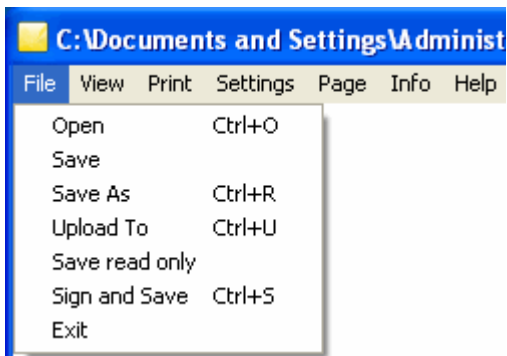 C:\Documents and Settings\Administ
File View Print Settings Page Info Help
Open Ctrl+O
Save
Save As Ctrl+R
Upload To Ctrl+U
Save read only
Sign and Save Ctrl+S
Exit